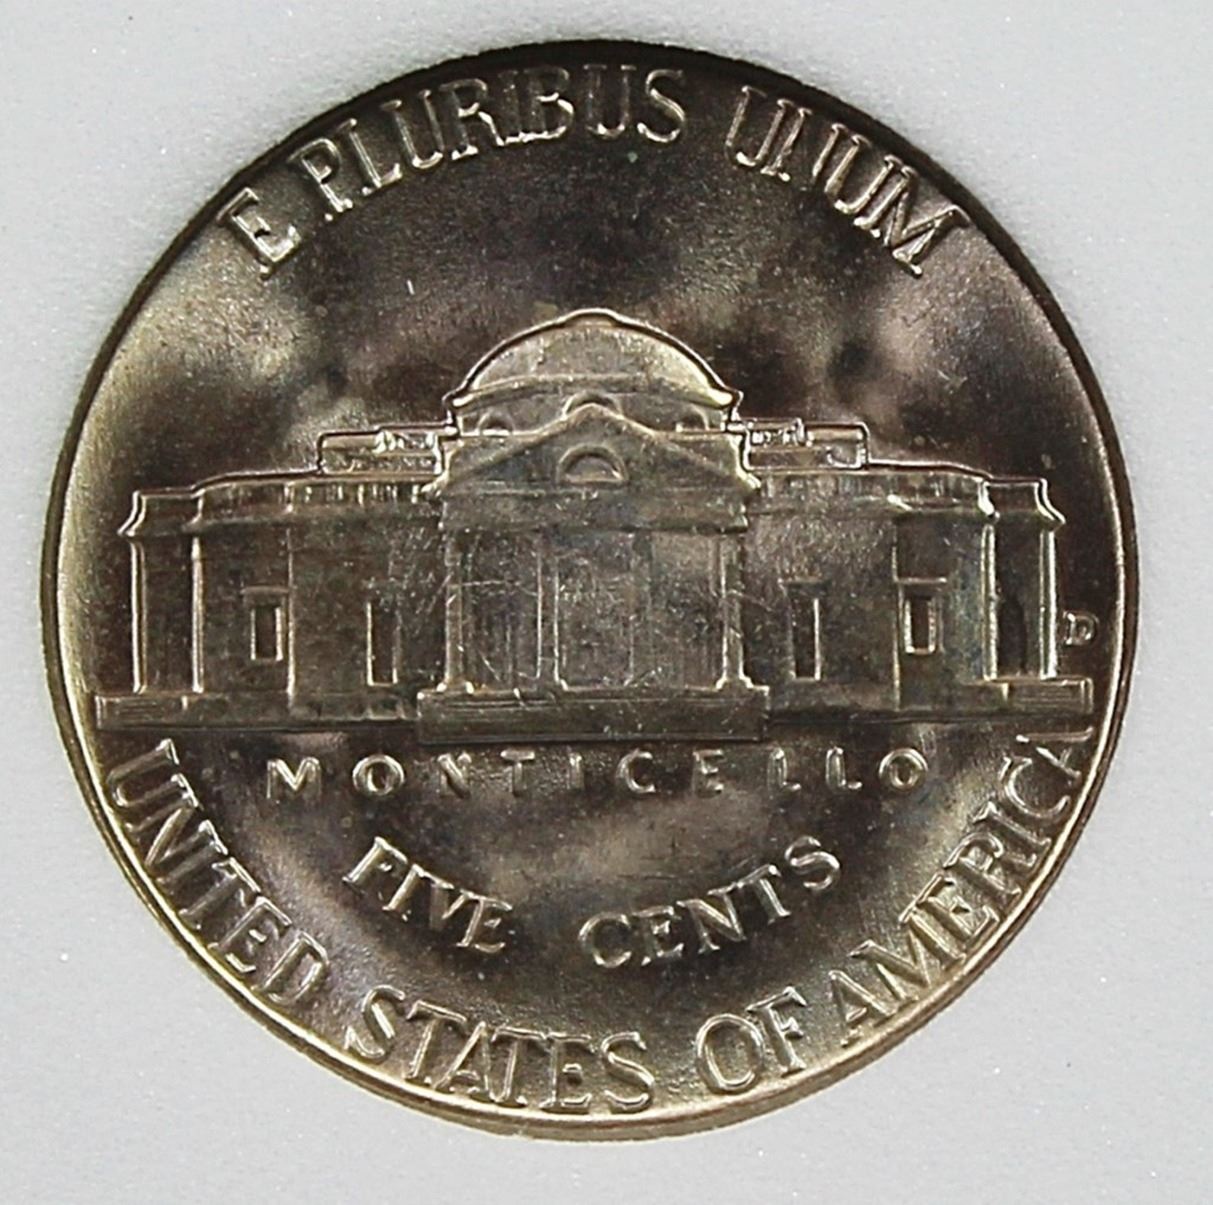 E PLURIBUS UNUM
D
MONTICELLO
FIVE CENTS
UNITED STATES OF AMERICA